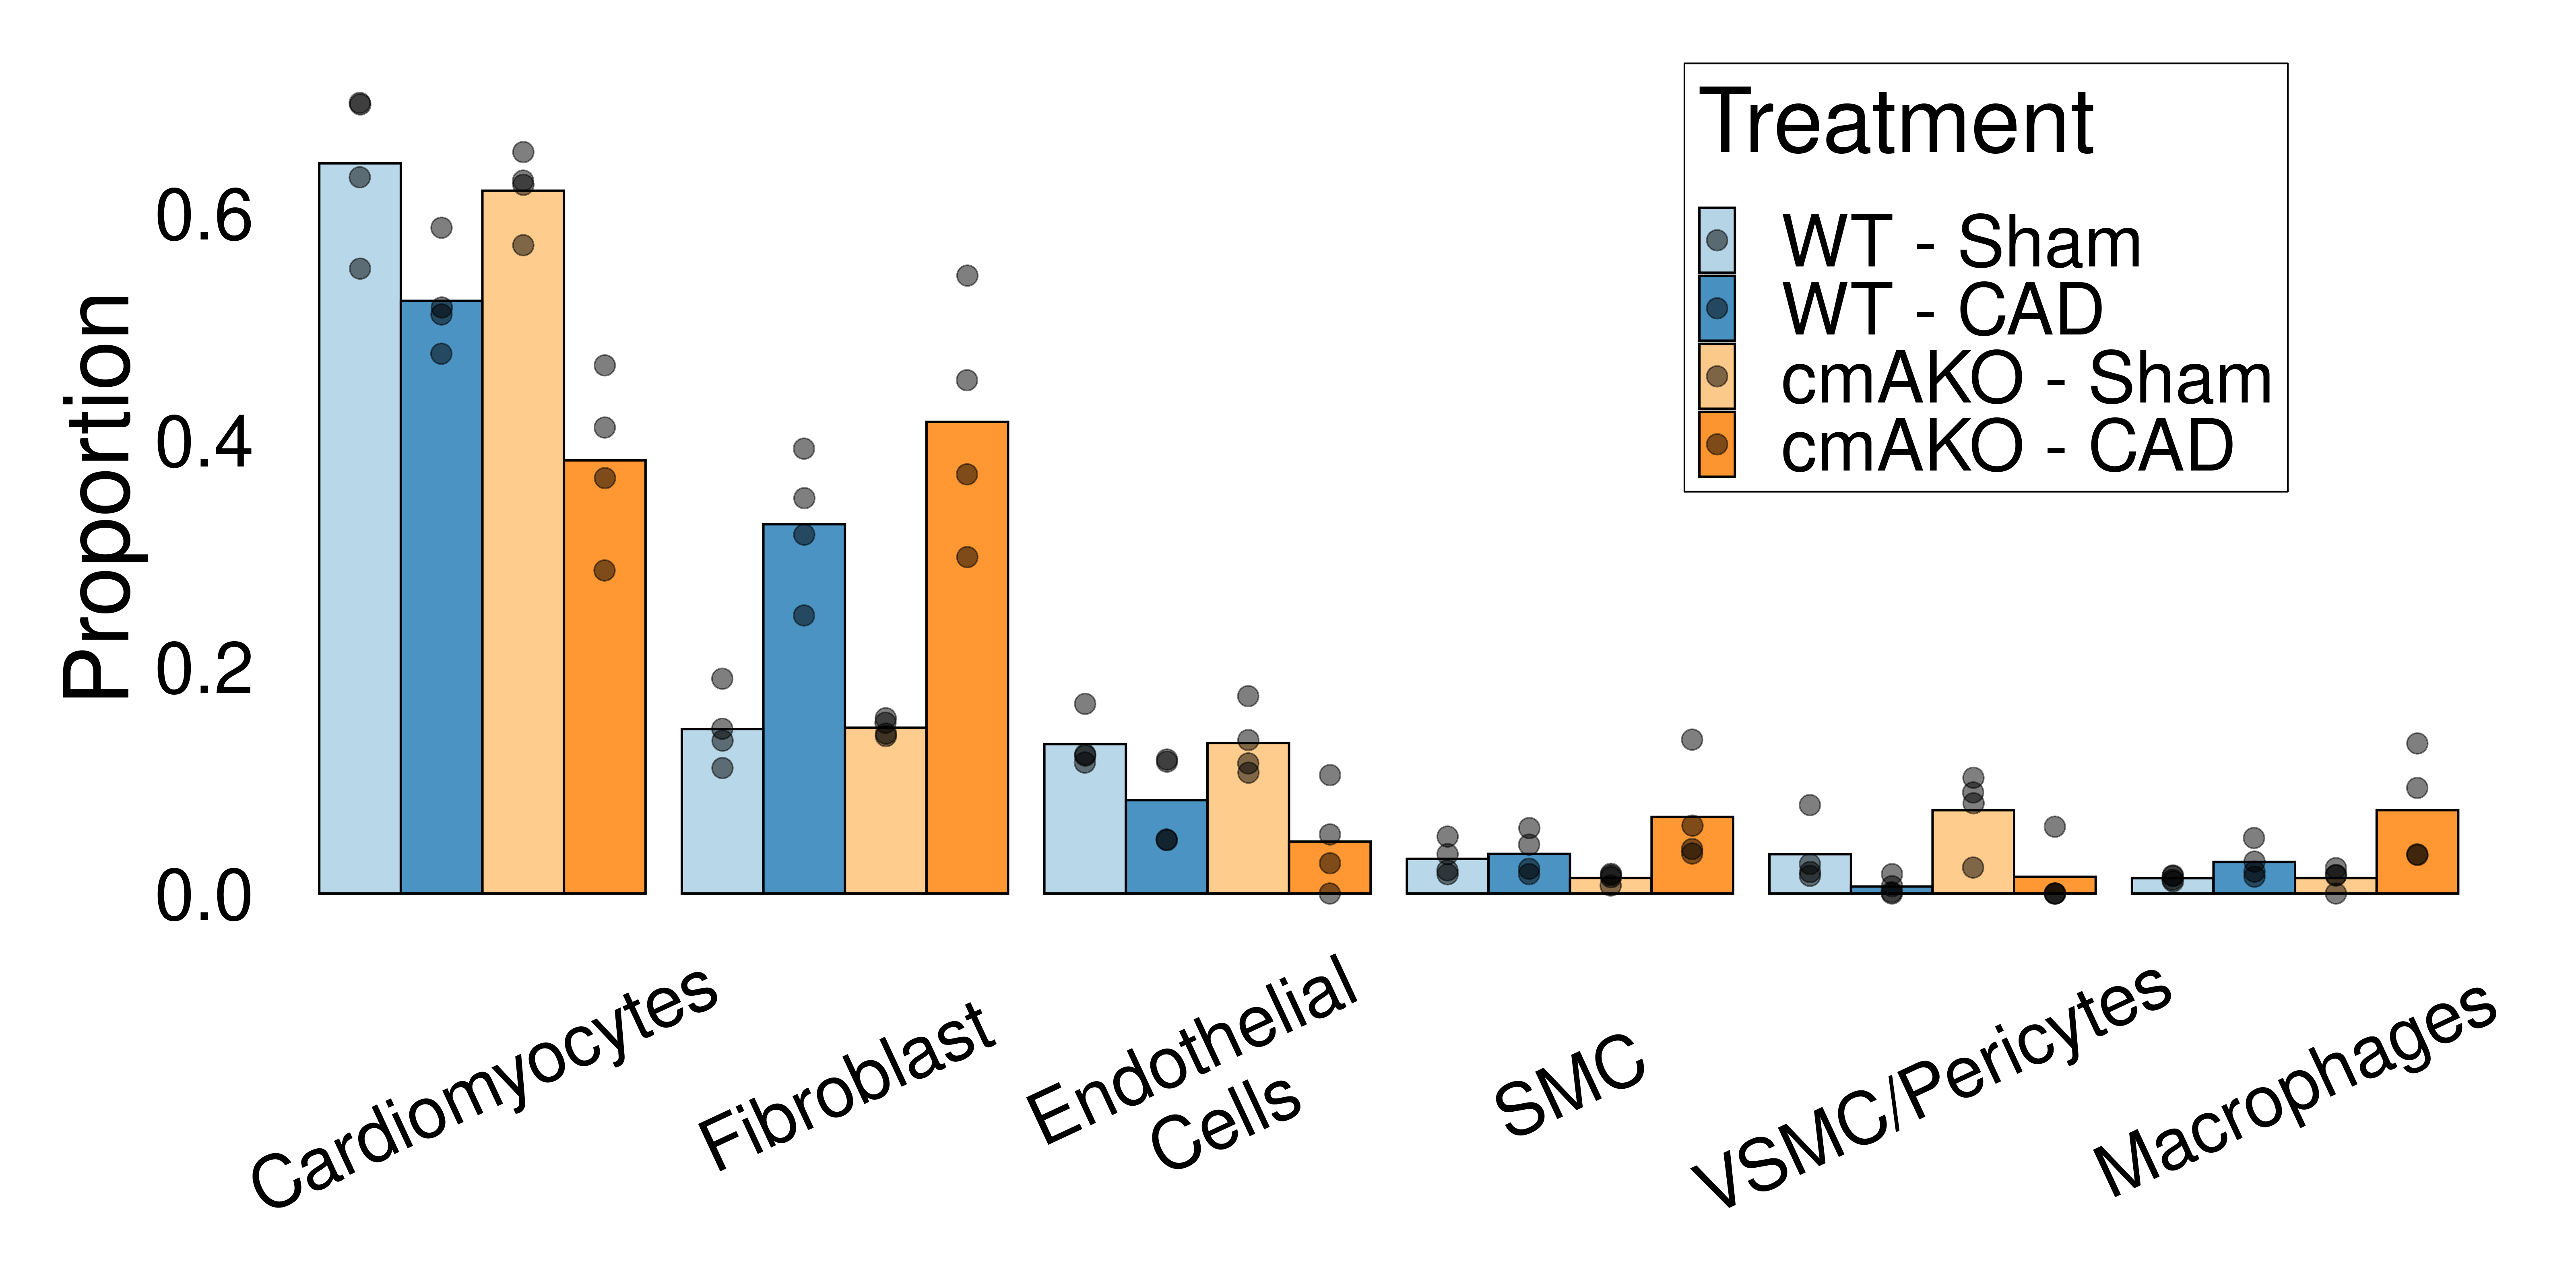 Treatment
WT - Sham
WT - CAD
cmAKO - Sham
cmAKO - CAD
Proportion
0.6
0.4
0.2
0.0
Cardiomyocytes
Fibroblast
Endothelial
Cells
SMC
VSMC/Pericytes
Macrophages